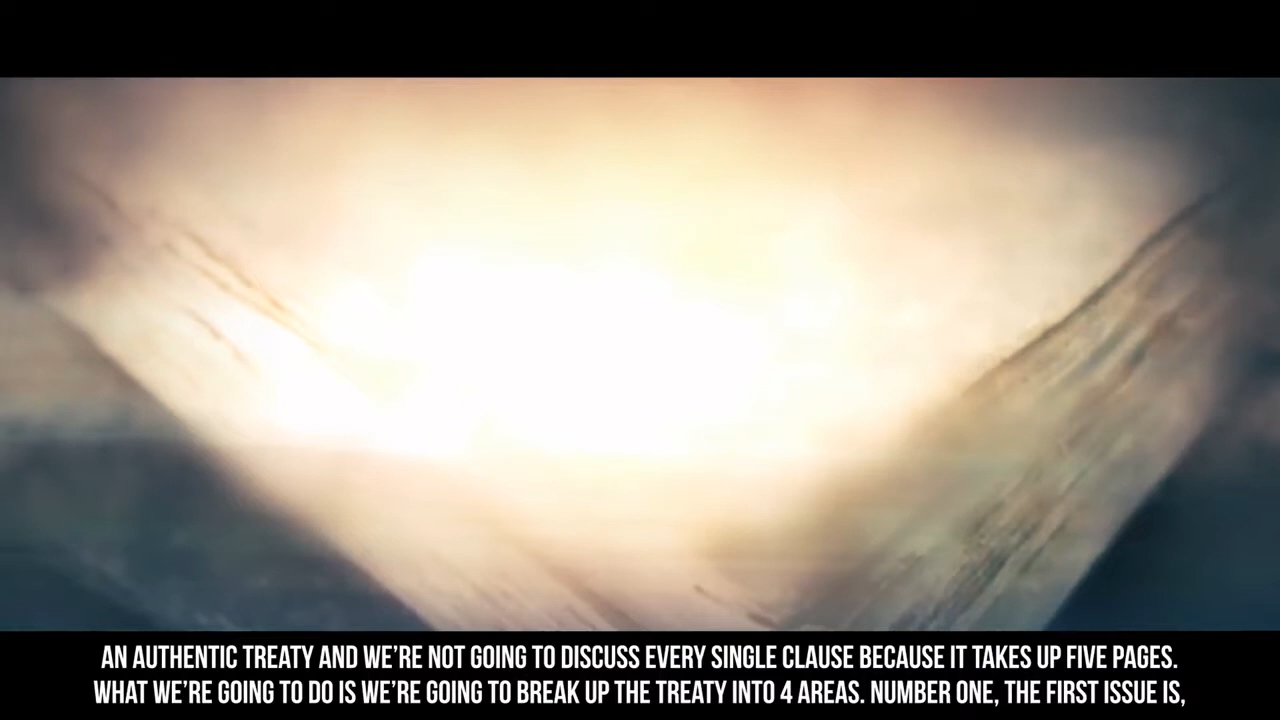 AN AUTHENTIC TREATY AND WE’RE NOT GOING TO DISCUSS EVERY SINGLE CLAUSE BECAUSE IT TAKES UP FIVE PAGES.
WHAT WE’RE GOING TO DO IS WE’RE GOING TO BREAK UP THE TREATY INTO 4 AREAS. NUMBER ONE, THE FIRST ISSUE IS,